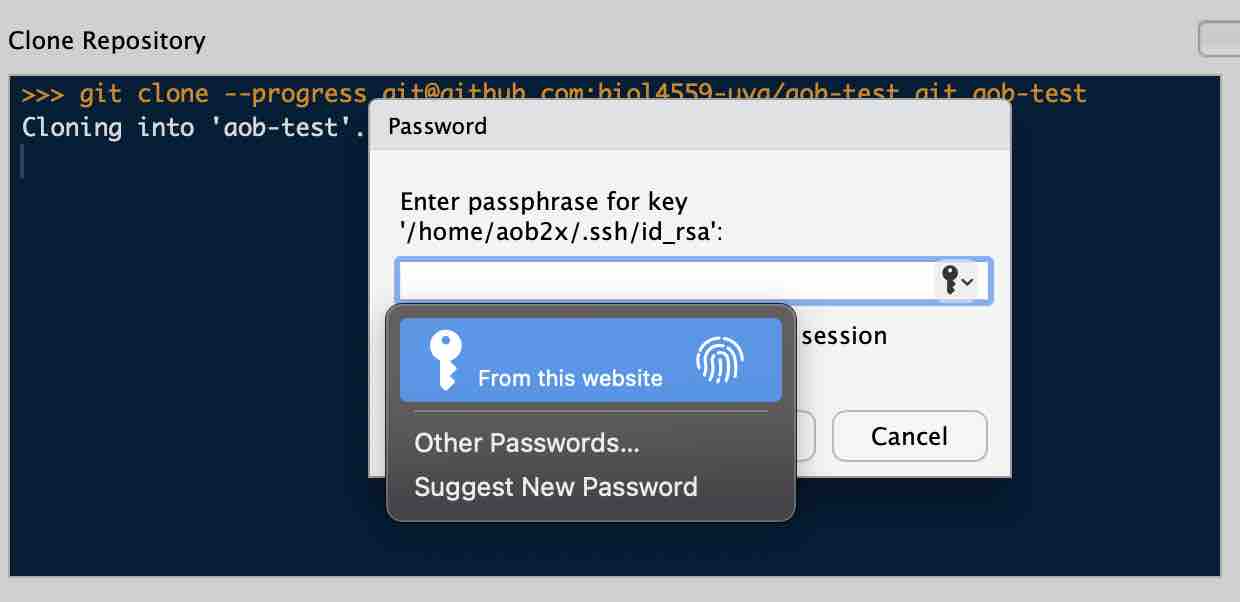 Clone Repository
>>> git clone --progress git@github.com:biol4559-uva/aob-test.git aob-test
Cloning into 'aob-test'.
Password
Enter passphrase for key
'/home/aob2x/.ssh/id_rsa':
session
From this website
Other Passwords...
Suggest New Password
Cancel